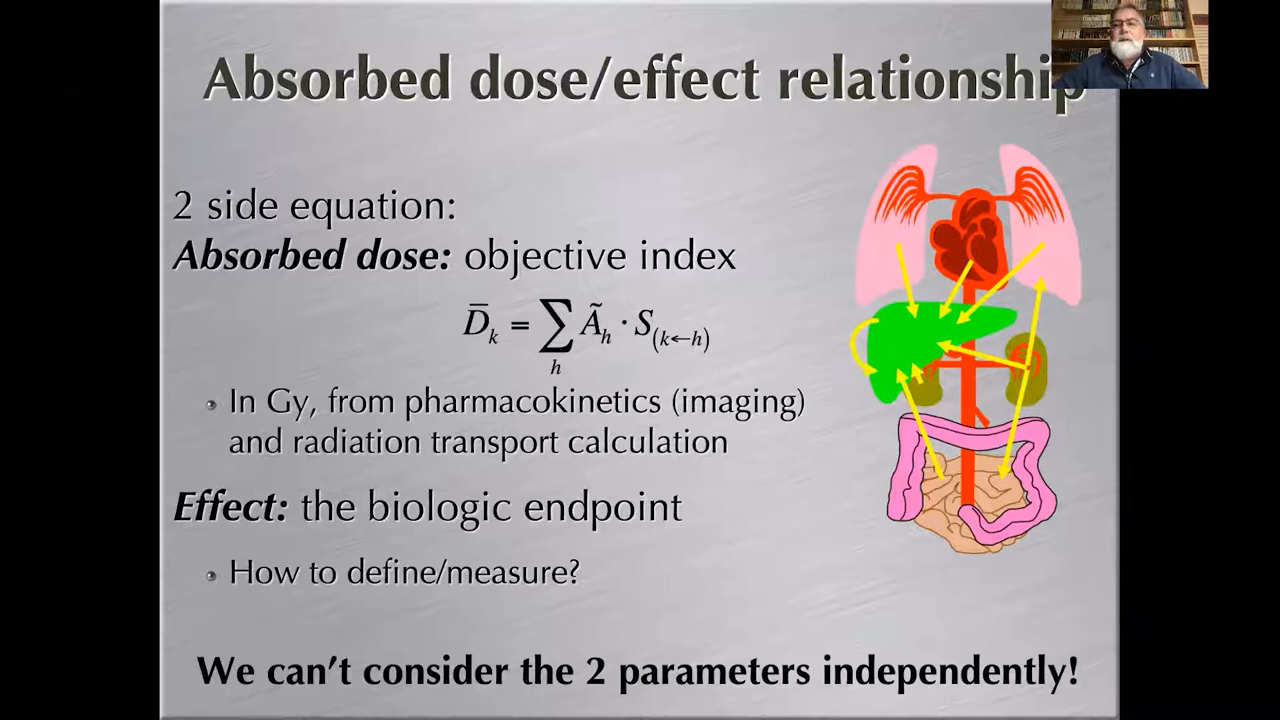 Absorbed dose/effect relationship
2 side equation:
Absorbed dose: objective index
D̄ₖ = ∑ₕ Ãₕ · S₍ₖ←ₕ₎
In Gy, from pharmacokinetics (imaging)
and radiation transport calculation
Effect: the biologic endpoint
How to define/measure?
We can't consider the 2 parameters independently!